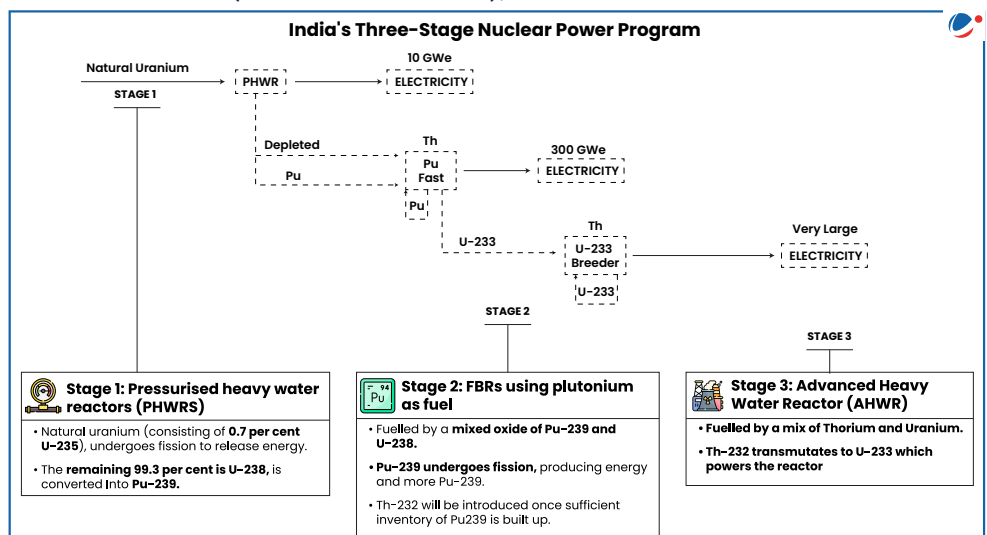 India's Three-Stage Nuclear Power Program
10 GWe
Natural Uranium
PHWR
ELECTRICITY
STAGE 1
Depleted
Th
300 GWe
Pu
Pu
Fast
ELECTRICITY
Pu
U-233
Th
Very Large
U-233
Breeder
ELECTRICITY
U-233
STAGE 2
STAGE 3
Stage 1: Pressurised heavy water
reactors (PHWRS)
• Natural uranium (consisting of 0.7 per cent
U-235), undergoes fission to release energy.
• The remaining 99.3 per cent is U-238, is
converted Into Pu-239.
94
Pu
Stage 2: FBRs using plutonium
as fuel
• Fuelled by a mixed oxide of Pu-239 and
U-238.
• Pu-239 undergoes fission, producing energy
and more Pu-239.
• Th-232 will be introduced once sufficient
inventory of Pu239 is built up.
Stage 3: Advanced Heavy
Water Reactor (AHWR)
• Fuelled by a mix of Thorium and Uranium.
• Th-232 transmutates to U-233 which
powers the reactor